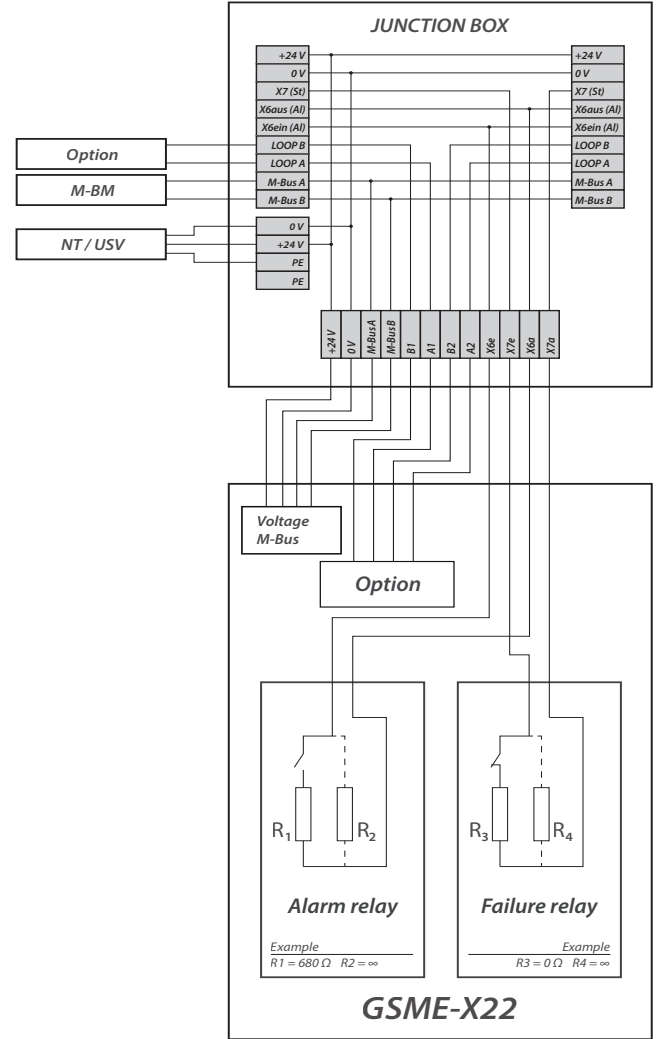 JUNCTION BOX
+24 V
0 V
X7 (St)
X6aus (Al)
X6ein (Al)
LOOP B
LOOP A
M-Bus A
M-Bus B
+24 V
0 V
X7 (St)
X6aus (Al)
X6ein (Al)
LOOP B
LOOP A
M-Bus A
M-Bus B
Option
M-BM
NT / USV
0 V
+24 V
PE
PE
+24 V
0 V
M-Bus A
M-Bus B
B1
A1
B2
A2
X6e
X7e
X6a
X7a
Voltage
M-Bus
Option
R1
R2
R3
R4
Alarm relay
Failure relay
Example
R1 = 680 Ω R2 = ∞
Example
R3 = 0 Ω R4 = ∞
GSME-X22